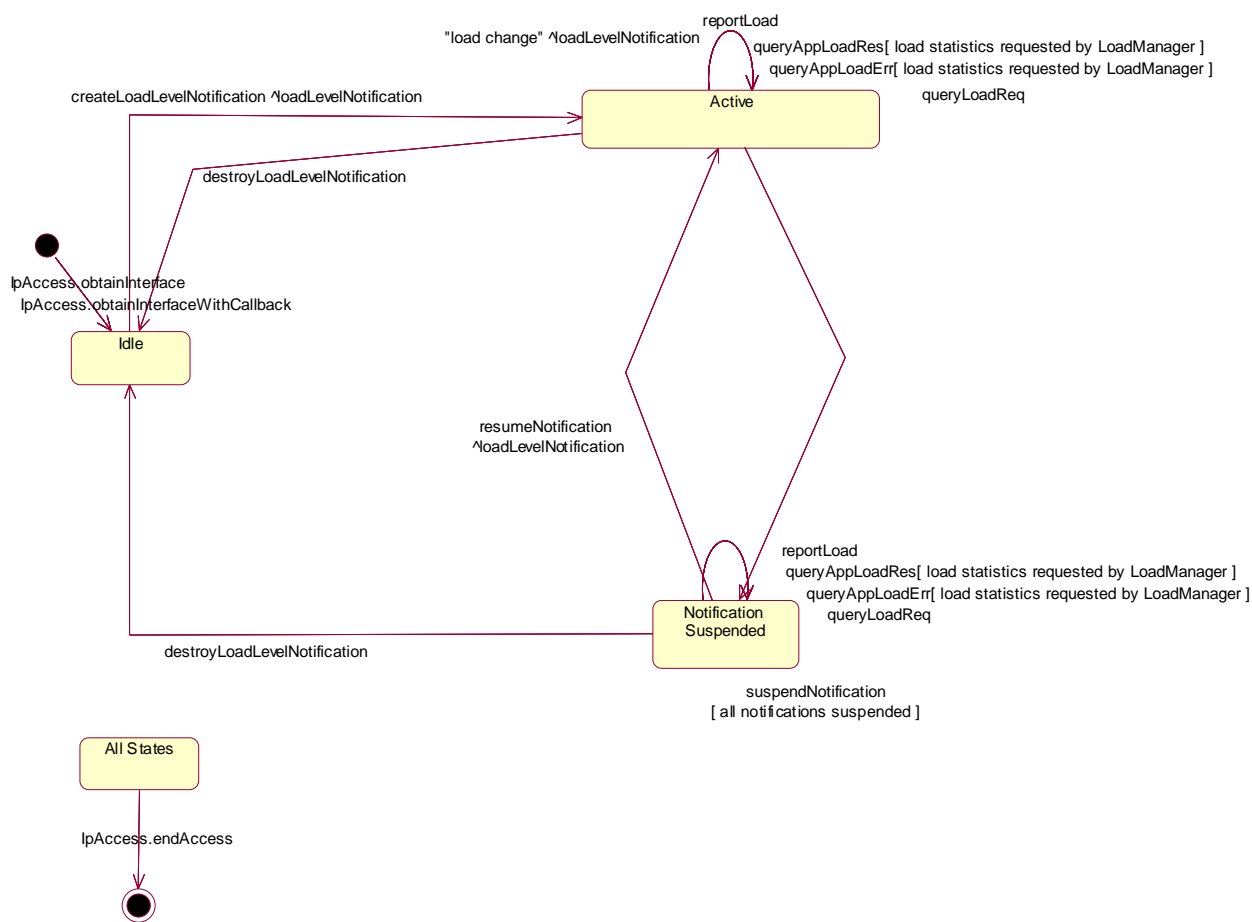 reportLoad
"load change" ^loadLevelNotification
queryAppLoadRes[ load statistics requested by LoadManager ]
queryAppLoadErr[ load statistics requested by LoadManager ]
createLoadLevelNotification ^loadLevelNotification
queryLoadReq
Active
destroyLoadLevelNotification
IpAccess.obtainInterface
IpAccess.obtainInterfaceWithCallback
Idle
resumeNotification
^loadLevelNotification
reportLoad
queryAppLoadRes[ load statistics requested by LoadManager ]
queryAppLoadErr[ load statistics requested by LoadManager ]
queryLoadReq
Notification
Suspended
destroyLoadLevelNotification
suspendNotification
[ all notifications suspended ]
All States
IpAccess.endAccess